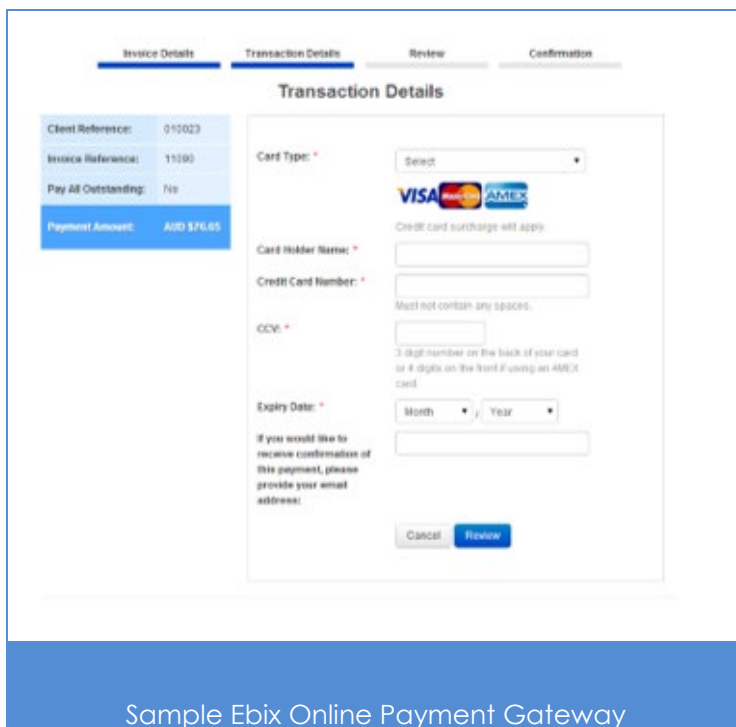 Invoice Details Transaction Details Review Confirmation
Transaction Details
Client Reference: 010023
Invoice Reference: 11090
Pay All Outstanding: No
Payment Amount: AUD $76.65
Card Type: *
Select
VISA MasterCard AMEX
Credit card surcharge will apply.
Card Holder Name: *
Credit Card Number: *
Must not contain any spaces.
CCV: *
3 digit number on the back of your card
or 4 digits on the front if using an AMEX
card.
Expiry Date: *
Month / Year
If you would like to
receive confirmation of
this payment, please
provide your email
address:
Cancel Review
Sample Ebix Online Payment Gateway